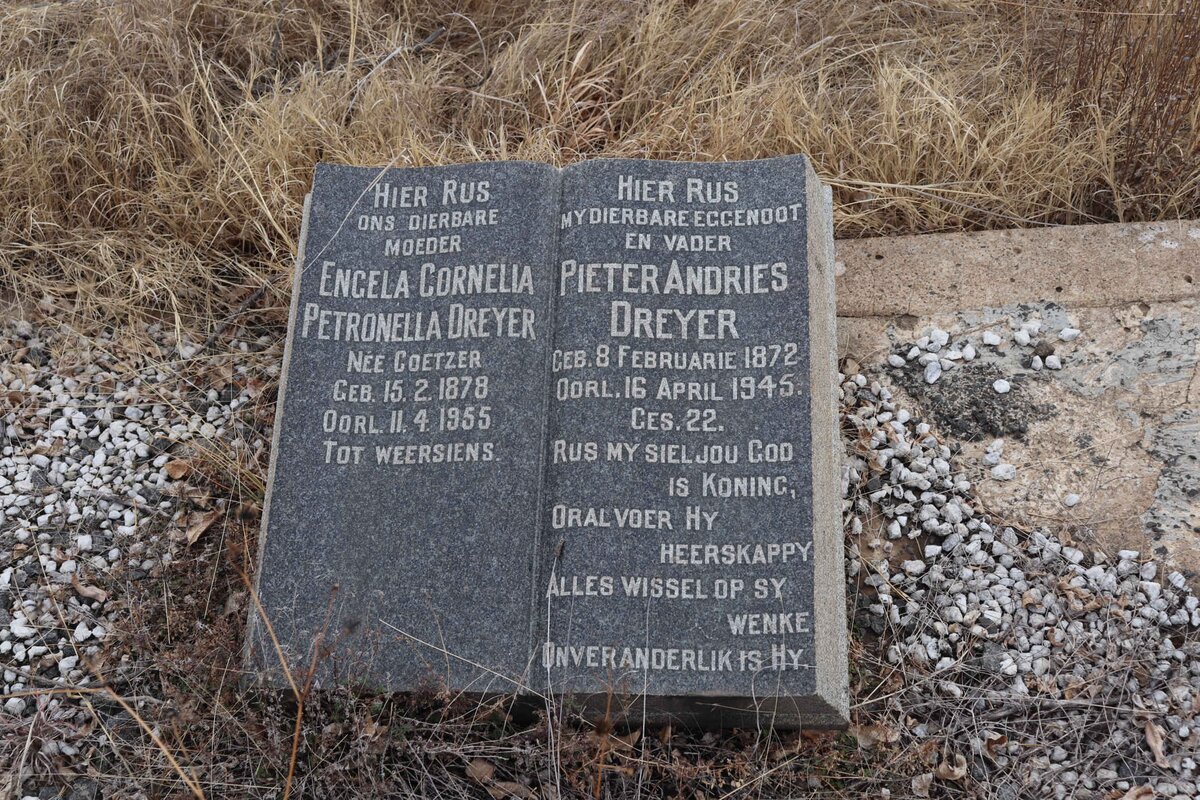 HIER RUS
ONS DIERBARE
MOEDER
ENGELA CORNELIA
PETRONELLA DREYER
NÉE COETZER
GEB. 15.2.1878
OORL. 11.4.1955
TOT WEERSIENS.
HIER RUS
MY DIERBARE EGGENOOT
EN VADER
PIETER ANDRIES
DREYER
GEB. 8 FEBRUARIE 1872
OORL. 16 APRIL 1945.
GES. 22.
RUS MY SIEL JOU GOD
IS KONING,
ORAL VOER HY
HEERSKAPPY
ALLES WISSEL OP SY
WENKE
ONVERANDERLIK IS HY